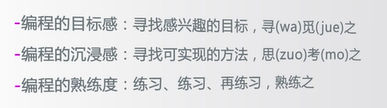 -编程的目标感：寻找感兴趣的目标，寻(wa)觅(jue)之
-编程的沉浸感：寻找可实现的方法，思(zuo)考(mo)之
-编程的熟练度：练习、练习、再练习，熟练之